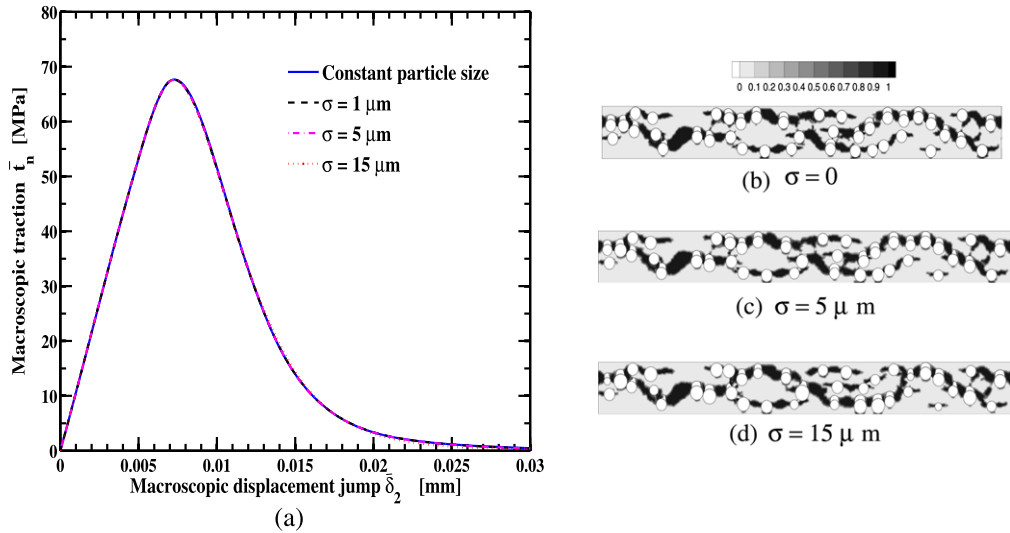 80
70
60
50
40
30
20
10
0
Macroscopic traction t̄n [MPa]
Constant particle size
σ = 1 μm
σ = 5 μm
σ = 15 μm
0 0.005 0.01 0.015 0.02 0.025 0.03
Macroscopic displacement jump δ̄2 [mm]
(a)
0 0.1 0.2 0.3 0.4 0.5 0.6 0.7 0.8 0.9 1
(b) σ = 0
(c) σ = 5 μ m
(d) σ = 15 μ m